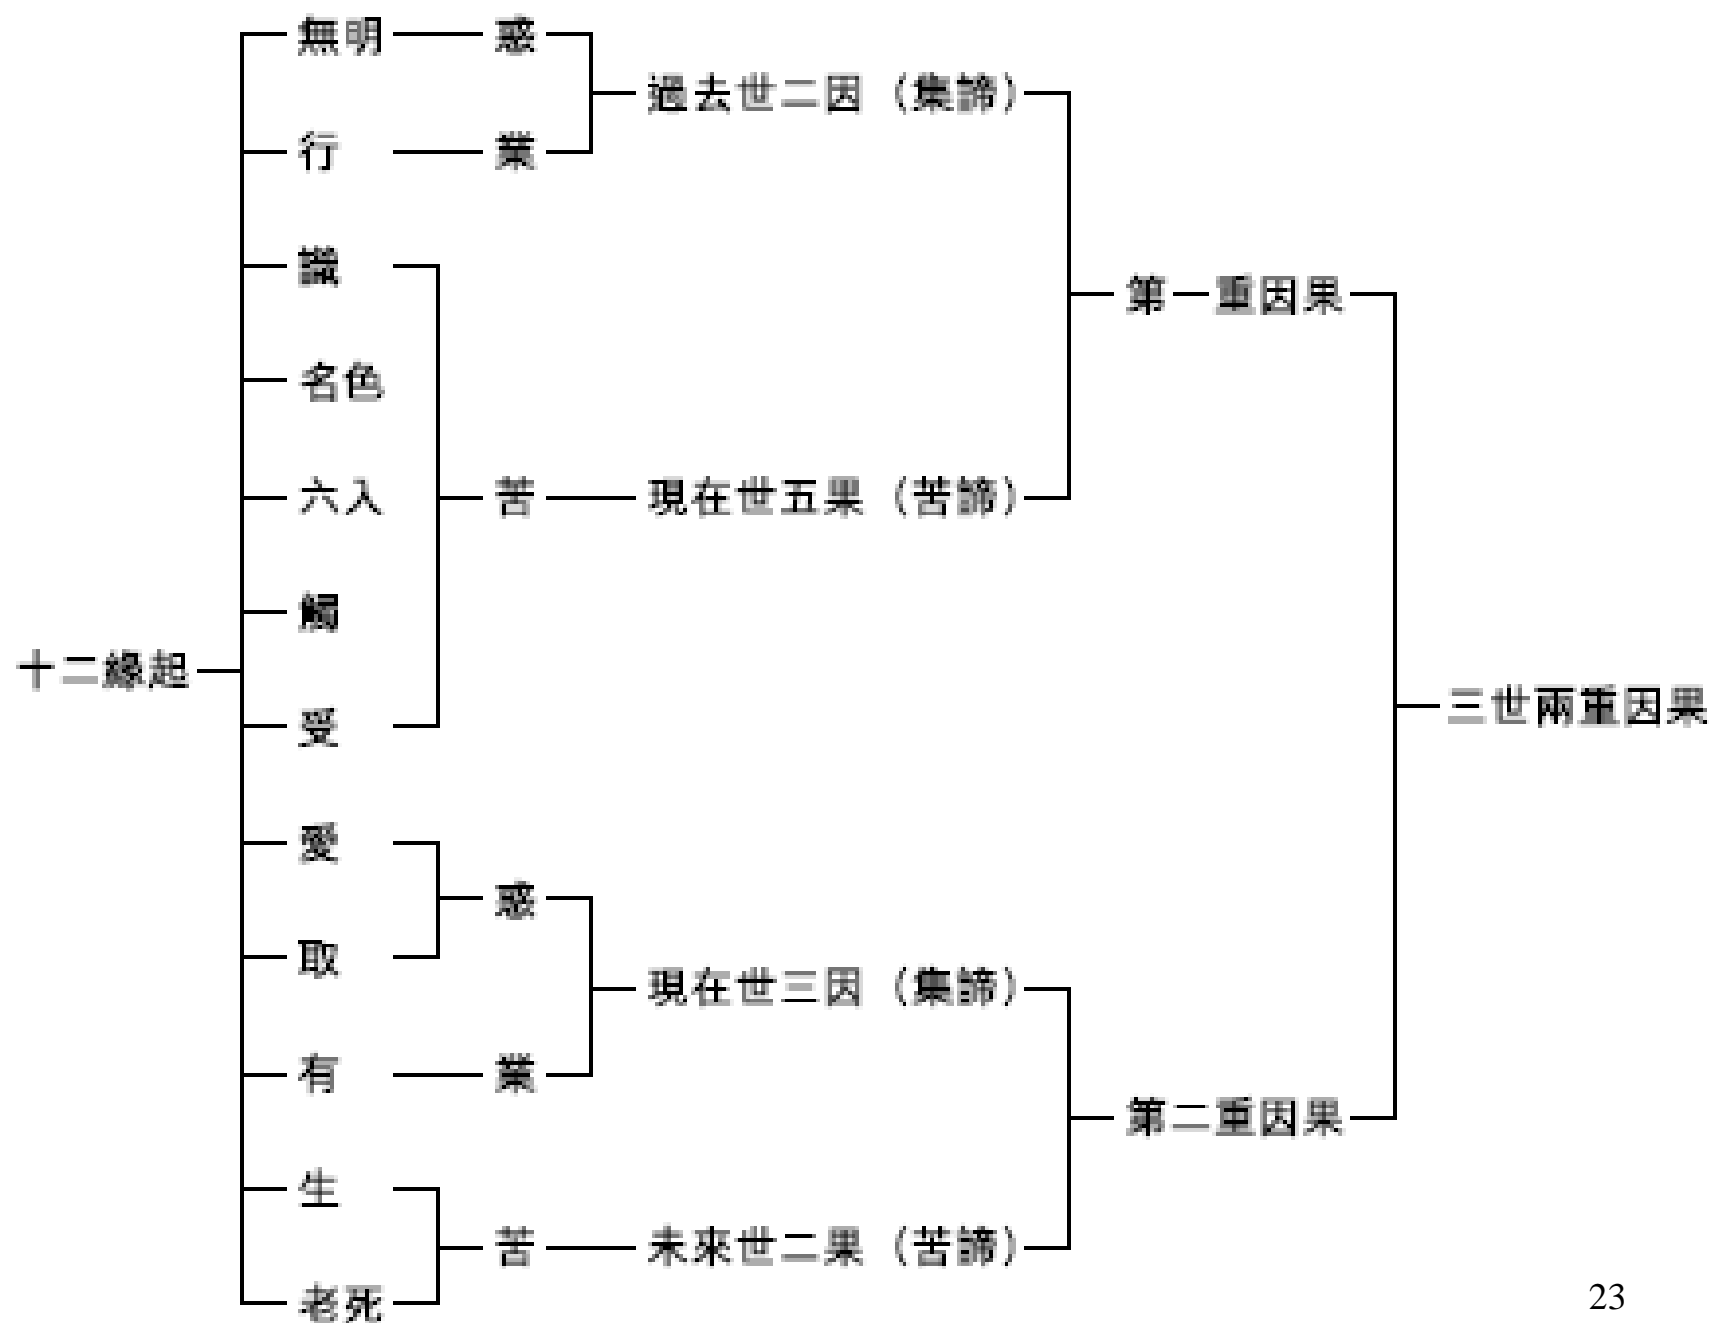 無明 惑
過去世二因（集諦）
行 業
識
第一重因果
名色
六入 苦 現在世五果（苦諦）
觸
十二緣起
三世兩重因果
受
愛
惑
取
現在世三因（集諦）
有 業
第二重因果
生
苦 未來世二果（苦諦）
老死
23